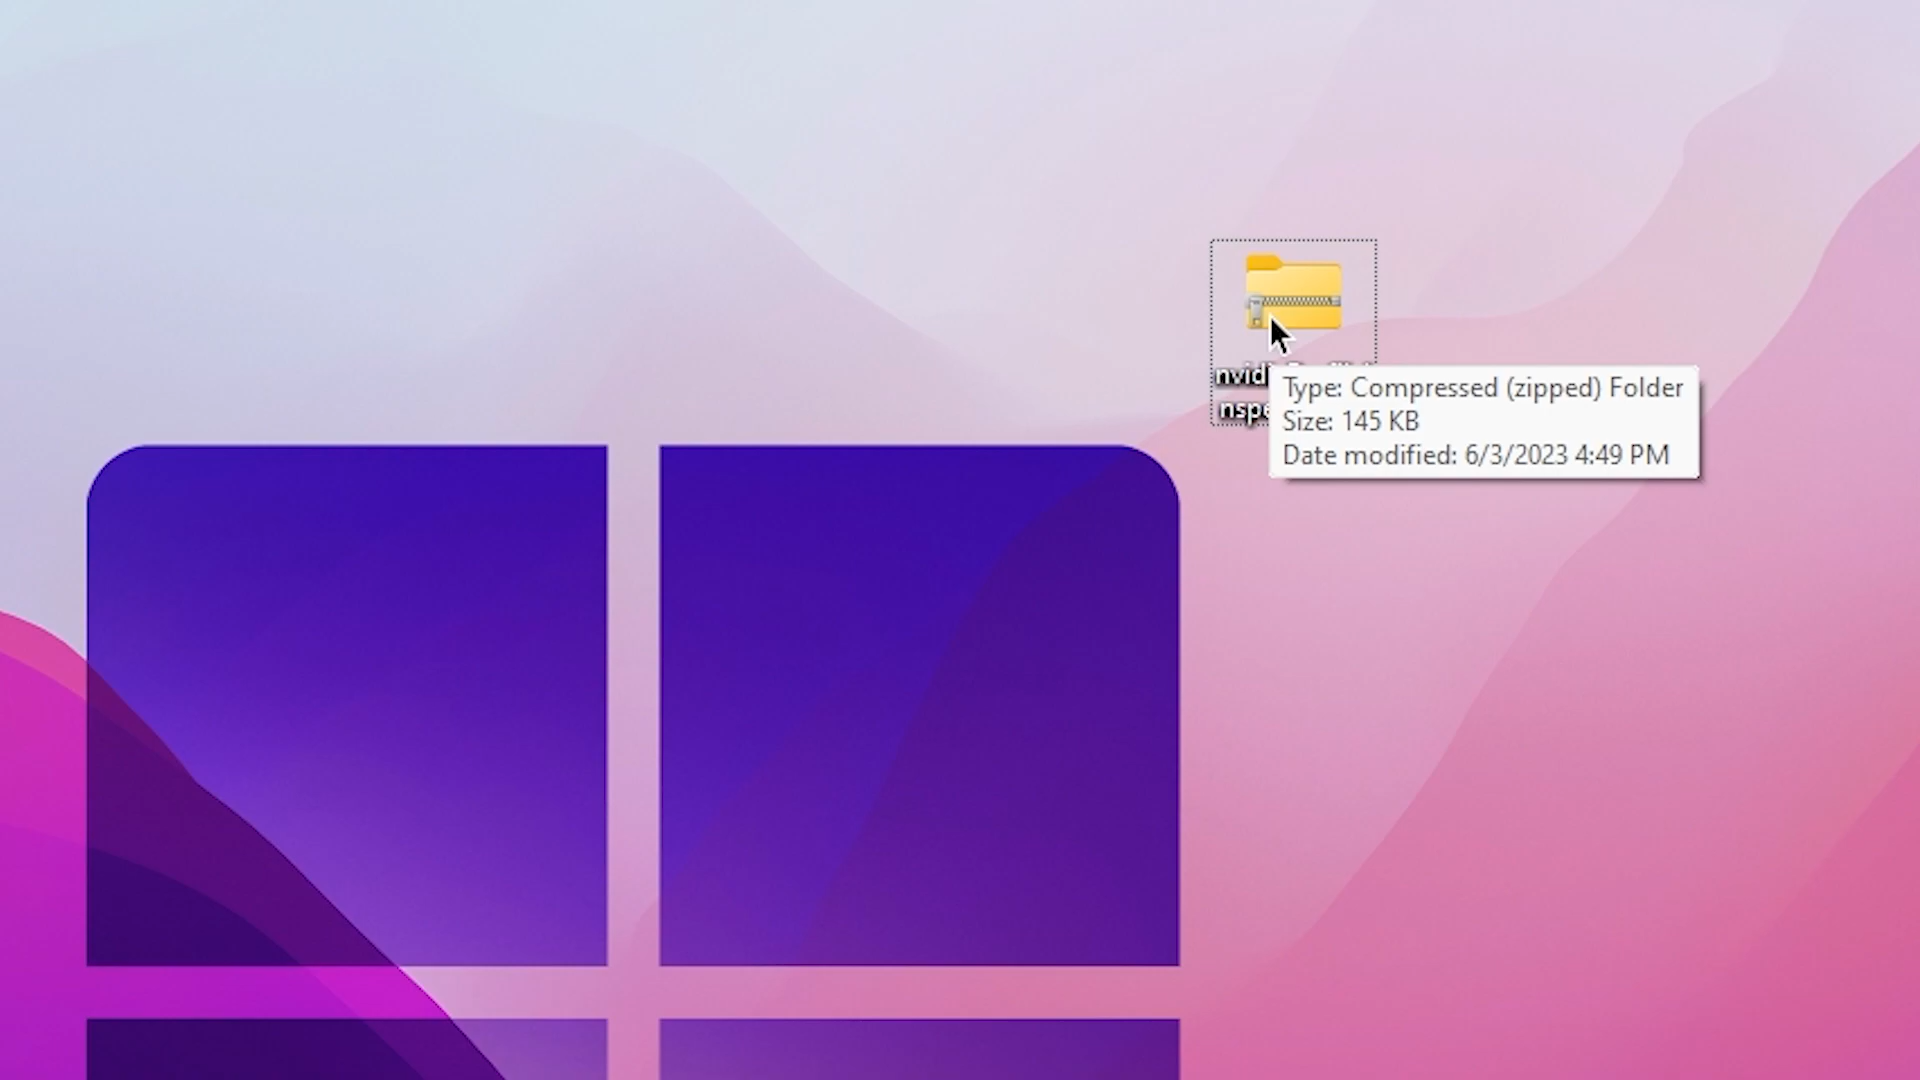 Type: Compressed (zipped) Folder
Size: 145 KB
Date modified: 6/3/2023 4:49 PM